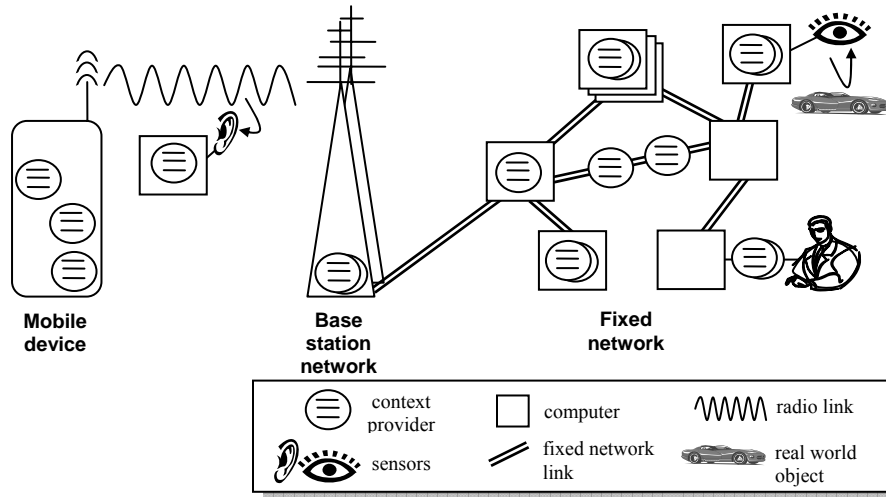 Mobile
device
Base
station
network
Fixed
network
context
provider
computer
radio link
sensors
fixed network
link
real world
object